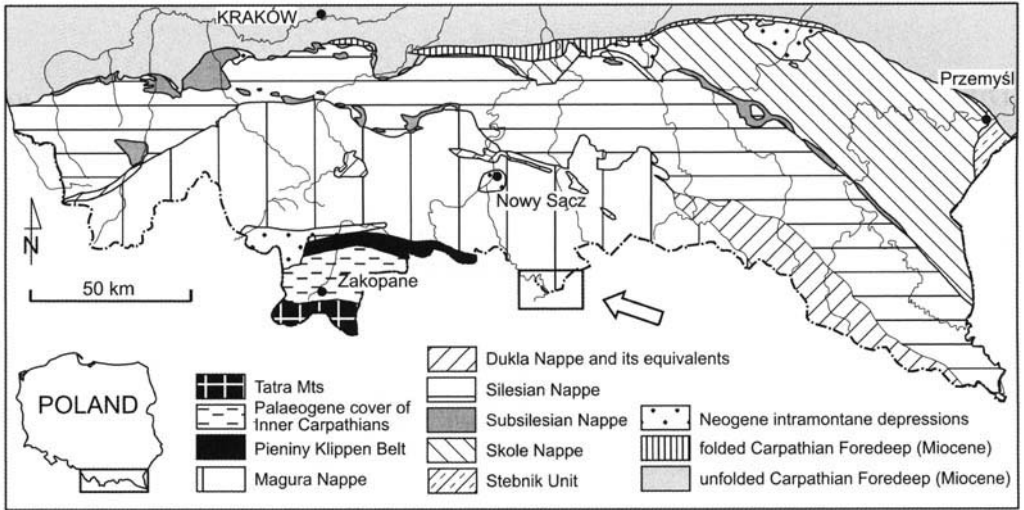 KRAKÓW
Przemyśl
Nowy Sącz
N
Zakopane
50 km
POLAND
Tatra Mts
Palaeogene cover of
Inner Carpathians
Pieniny Klippen Belt
Magura Nappe
Dukla Nappe and its equivalents
Silesian Nappe
Subsilesian Nappe
Skole Nappe
Stebnik Unit
Neogene intramontane depressions
folded Carpathian Foredeep (Miocene)
unfolded Carpathian Foredeep (Miocene)